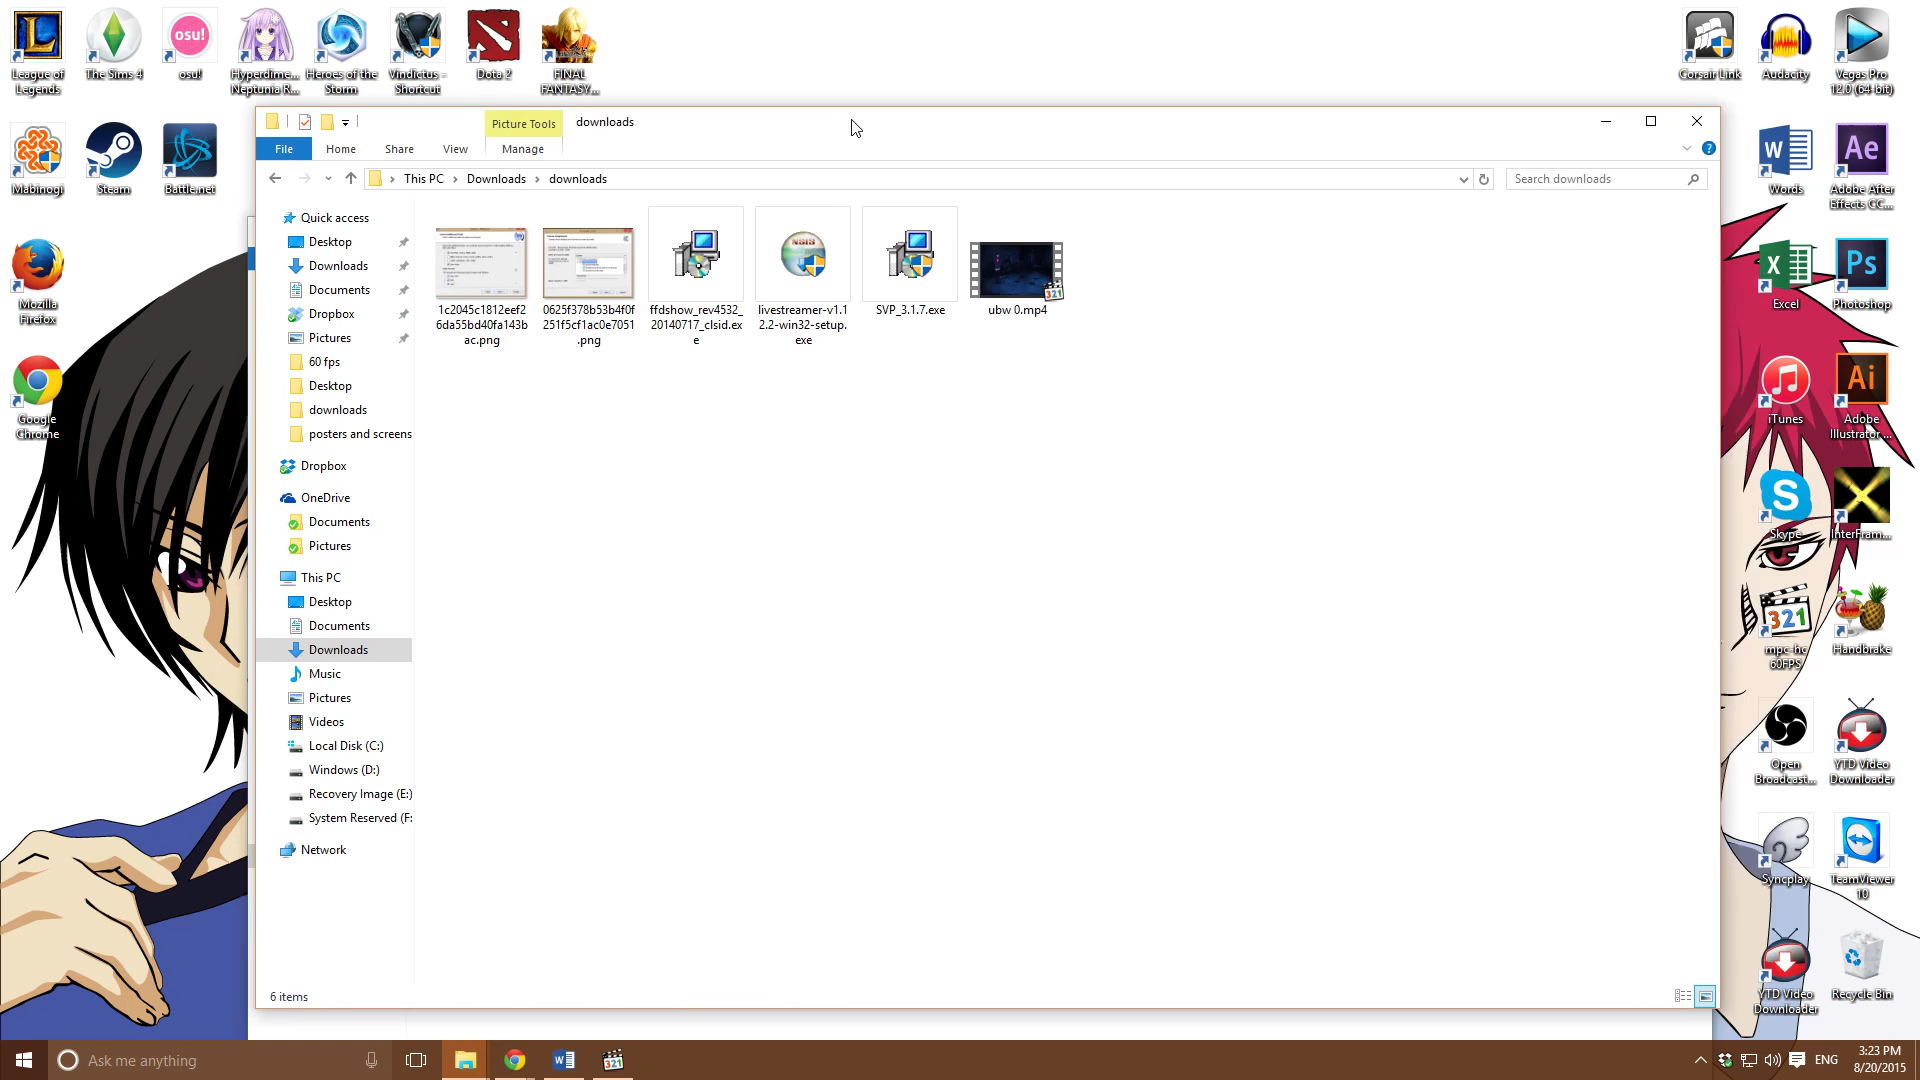 League of
Legends
The Sims 4
osu!
osu!
Hyperdime...
Neptunia R...
Heroes of the
Storm
Vindictus -
Shortcut
Dota 2
FINAL
FANTASY...
Corsair Link
Audacity
Vegas Pro
12.0 (64-bit)
Mabinogi
Steam
Battle.net
Mozilla
Firefox
Google
Chrome
Picture Tools
downloads
File
Home
Share
View
Manage
This PC
Downloads
downloads
Search downloads
Quick access
Desktop
Downloads
Documents
Dropbox
Pictures
60 fps
Desktop
downloads
posters and screens
Dropbox
OneDrive
Documents
Pictures
This PC
Desktop
Documents
Downloads
Music
Pictures
Videos
Local Disk (C:)
Windows (D:)
Recovery Image (E:)
System Reserved (F:
Network
1c2045c1812eef2
6da55bd40fa143b
ac.png
0625f378b53b4f0f
251f5cf1ac0e7051
.png
ffdshow_rev4532_
20140717_clsid.ex
e
NSIS
livestreamer-v1.1
2.2-win32-setup.
exe
SVP_3.1.7.exe
321
ubw 0.mp4
6 items
W
Words
Ae
Adobe After
Effects CC...
X
Excel
Ps
Photoshop
iTunes
Ai
Adobe
Illustrator ...
S
Skype
InterFram...
321
mpc-hc
60FPS
Handbrake
Open
Broadcast...
YTD Video
Downloader
Syncplay
TeamViewer
10
YTD Video
Downloader
Recycle Bin
Ask me anything
W
321
ENG
3:23 PM
8/20/2015